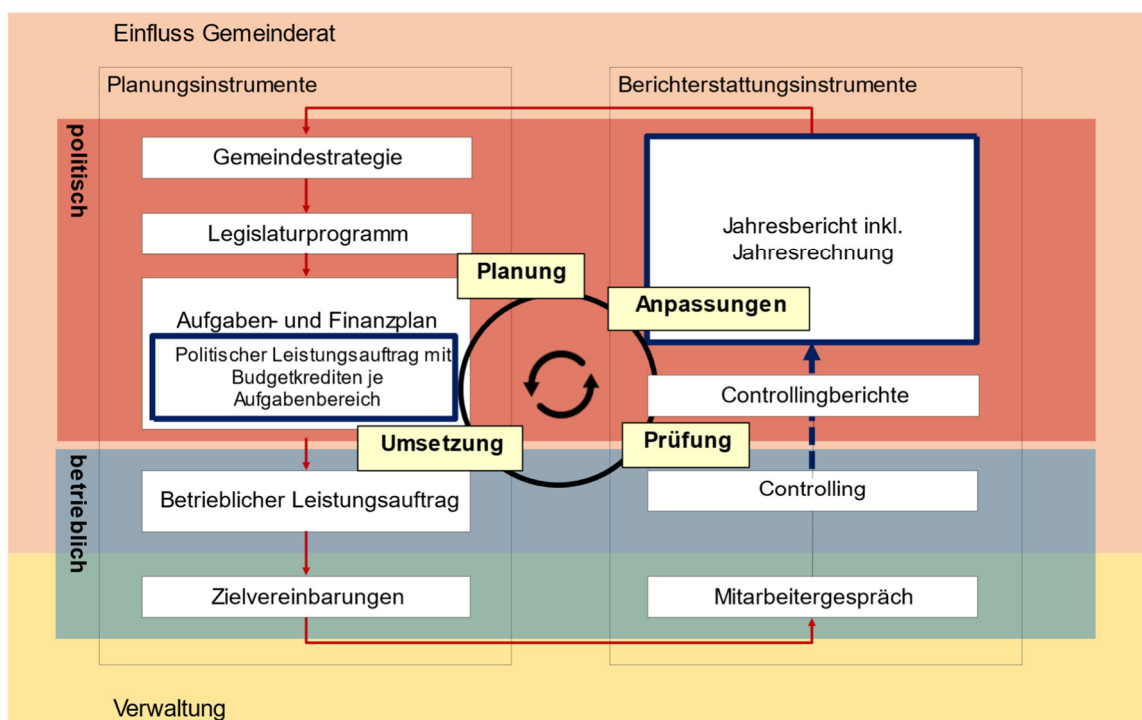 Einfluss Gemeinderat
Planungsinstrumente
Berichterstattungsinstrumente
politisch
Gemeindestrategie
Legislaturprogramm
Jahresbericht inkl.
Jahresrechnung
Planung
Anpassungen
Aufgaben- und Finanzplan
Politischer Leistungsauftrag mit
Budgetkrediten je
Aufgabenbereich
Controllingberichte
Umsetzung
Prüfung
betrieblich
Betrieblicher Leistungsauftrag
Controlling
Zielvereinbarungen
Mitarbeitergespräch
Verwaltung